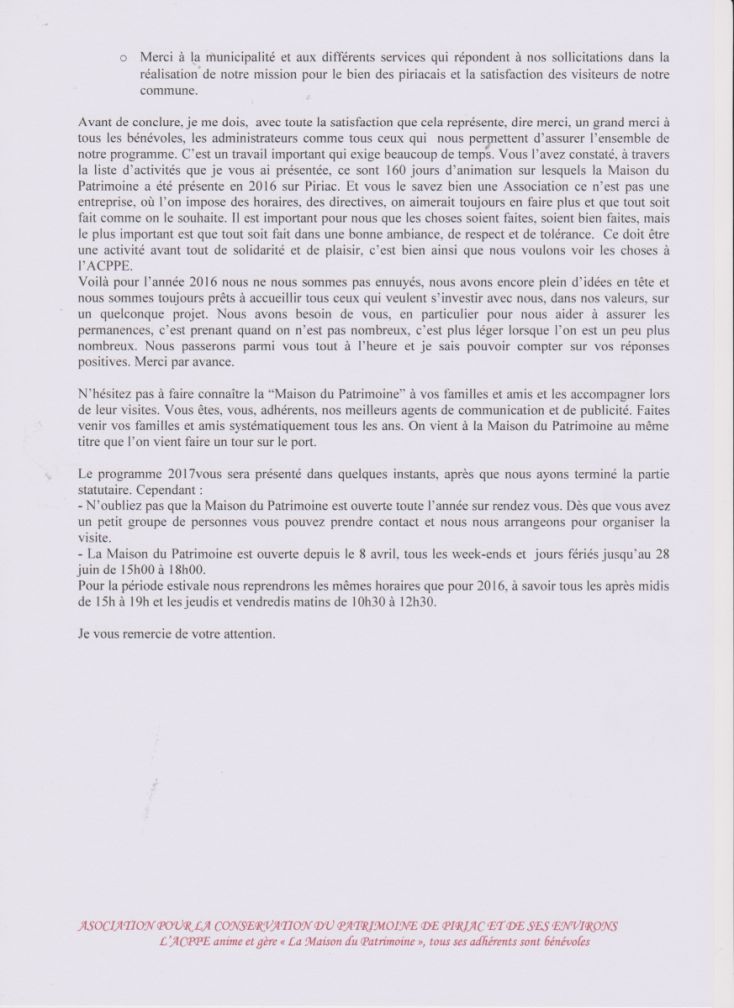 o Merci à la municipalité et aux différents services qui répondent à nos sollicitations dans la
réalisation de notre mission pour le bien des piriacais et la satisfaction des visiteurs de notre
commune.
Avant de conclure, je me dois, avec toute la satisfaction que cela représente, dire merci, un grand merci à
tous les bénévoles, les administrateurs comme tous ceux qui nous permettent d'assurer l'ensemble de
notre programme. C'est un travail important qui exige beaucoup de temps. Vous l'avez constaté, à travers
la liste d'activités que je vous ai présentée, ce sont 160 jours d'animation sur lesquels la Maison du
Patrimoine a été présente en 2016 sur Piriac. Et vous le savez bien une Association ce n'est pas une
entreprise, où l'on impose des horaires, des directives, on aimerait toujours en faire plus et que tout soit
fait comme on le souhaite. Il est important pour nous que les choses soient faites, soient bien faites, mais
le plus important est que tout soit fait dans une bonne ambiance, de respect et de tolérance. Ce doit être
une activité avant tout de solidarité et de plaisir, c'est bien ainsi que nous voulons voir les choses à
l'ACPPE.
Voilà pour l'année 2016 nous ne nous sommes pas ennuyés, nous avons encore plein d'idées en tête et
nous sommes toujours prêts à accueillir tous ceux qui veulent s'investir avec nous, dans nos valeurs, sur
un quelconque projet. Nous avons besoin de vous, en particulier pour nous aider à assurer les
permanences, c'est prenant quand on n'est pas nombreux, c'est plus léger lorsque l'on est un peu plus
nombreux. Nous passerons parmi vous tout à l'heure et je sais pouvoir compter sur vos réponses
positives. Merci par avance.
N'hésitez pas à faire connaître la “Maison du Patrimoine” à vos familles et amis et les accompagner lors
de leur visites. Vous êtes, vous, adhérents, nos meilleurs agents de communication et de publicité. Faites
venir vos familles et amis systématiquement tous les ans. On vient à la Maison du Patrimoine au même
titre que l'on vient faire un tour sur le port.
Le programme 2017vous sera présenté dans quelques instants, après que nous ayons terminé la partie
statutaire. Cependant :
- N'oubliez pas que la Maison du Patrimoine est ouverte toute l'année sur rendez vous. Dès que vous avez
un petit groupe de personnes vous pouvez prendre contact et nous nous arrangeons pour organiser la
visite.
- La Maison du Patrimoine est ouverte depuis le 8 avril, tous les week-ends et jours fériés jusqu'au 28
juin de 15h00 à 18h00.
Pour la période estivale nous reprendrons les mêmes horaires que pour 2016, à savoir tous les après midis
de 15h à 19h et les jeudis et vendredis matins de 10h30 à 12h30.
Je vous remercie de votre attention.
ASOCIATION POUR LA CONSERVATION DU PATRIMOINE DE PIRIAC ET DE SES ENVIRONS
L'ACPPE anime et gère « La Maison du Patrimoine », tous ses adhérents sont bénévoles